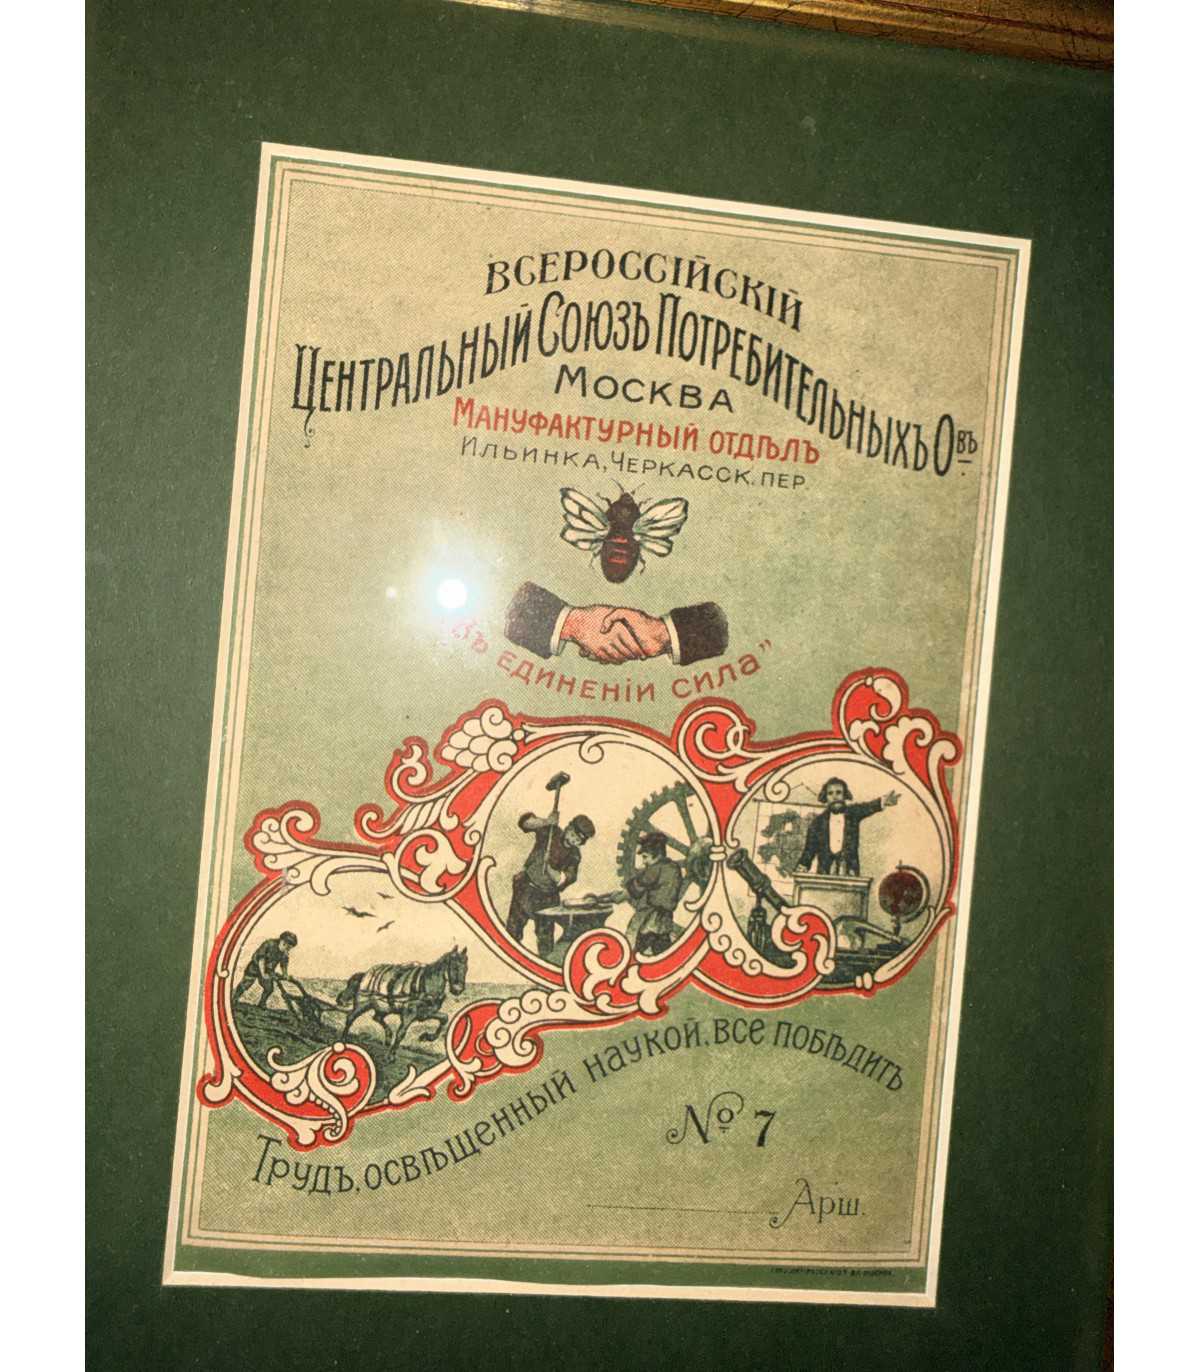 ВСЕРОССІЙСКІЙ
ЦЕНТРАЛЬНЫЙ СОЮЗЪ ПОТРЕБИТЕЛЬНЫХЪ ОВЪ
МОСКВА
МАНУФАКТУРНЫЙ ОТДѢЛЪ
ИЛЬИНКА, ЧЕРКАССК. ПЕР.
„ВЪ ЕДИНЕНІИ СИЛА”
ТРУДЪ, ОСВѢЩЕННЫЙ НАУКОЙ, ВСЕ ПОБѢДИТЪ
№ 7
Арш.